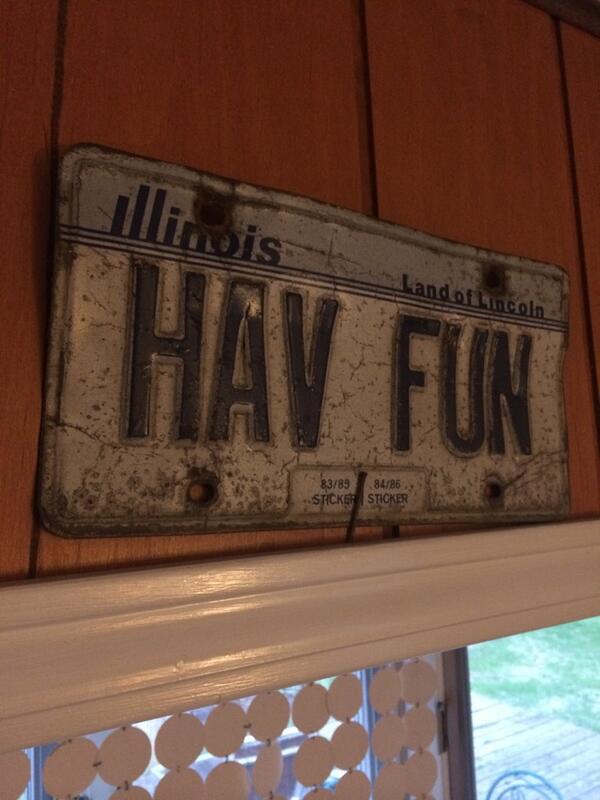 illinois
Land of Lincoln
HAV FUN
83/85 84/86
STICKER STICKER